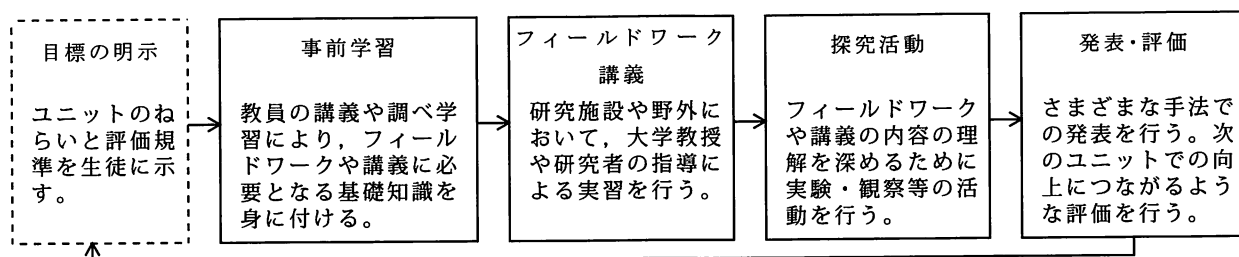 目標の明示
ユニットのね
らいと評価規
準を生徒に示
す。
事前学習
教員の講義や調べ学
習により，フィール
ドワークや講義に必
要となる基礎知識を
身に付ける。
フィールドワーク
講義
研究施設や野外に
おいて，大学教授
や研究者の指導に
よる実習を行う。
探究活動
フィールドワーク
や講義の内容の理
解を深めるために
実験・観察等の活
動を行う。
発表・評価
さまざまな手法で
の発表を行う。次
のユニットでの向
上につながるよう
な評価を行う。